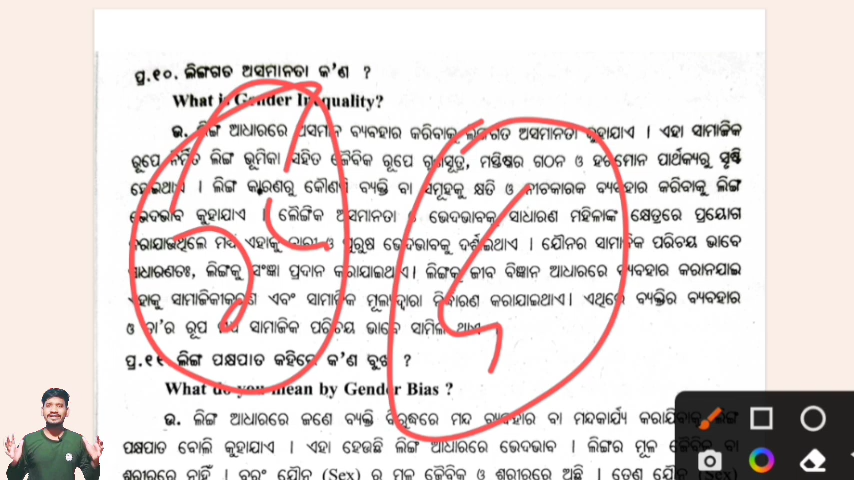 ପ୍ର.୧୦. ଲିଙ୍ଗଗତ ଅସମାନତା କ'ଣ ?
What is Gender Inequality?
ଉ. ଲିଙ୍ଗ ଆଧାରରେ ଅସମାନ ବ୍ୟବହାର କରିବାକୁ ଲିଙ୍ଗଗତ ଅସମାନତା କୁହାଯାଏ । ଏହା ସାମାଜିକ
ରୂପେ ନିର୍ମିତ ଲିଙ୍ଗ ଭୂମିକା ସହିତ ଜୈବିକ ରୂପେ ଗୁଣସୂତ୍ର, ମସ୍ତିଷ୍କର ଗଠନ ଓ ହରମୋନ ପାର୍ଥକ୍ୟରୁ ସୃଷ୍ଟି
ହୋଇଥାଏ । ଲିଙ୍ଗ କାରଣରୁ କୌଣସି ବ୍ୟକ୍ତି ବା ସମୂହକୁ କ୍ଷତି ଓ ନୀଚକାରକ ବ୍ୟବହାର କରିବାକୁ ଲିଙ୍ଗ
ଭେଦଭାବ କୁହାଯାଏ । ଲୈଙ୍ଗିକ ଅସମାନତା ଓ ଭେଦଭାବକୁ ସାଧାରଣ ମହିଳାଙ୍କ କ୍ଷେତ୍ରରେ ପ୍ରୟୋଗ
କରାଯାଇଥିଲେ ମଧ୍ୟ ଏହାକୁ ନାରୀ ଓ ପୁରୁଷ ଭେଦଭାବକୁ ଦର୍ଶାଇଥାଏ । ଯୌନର ସାମାଜିକ ପରିଚୟ ଭାବେ
ସାଧାରଣତଃ, ଲିଙ୍ଗକୁ ସଂଜ୍ଞା ପ୍ରଦାନ କରାଯାଇଥାଏ। ଲିଙ୍ଗକୁ ଜୀବ ବିଜ୍ଞାନ ଆଧାରରେ ବ୍ୟବହାର କରାନଯାଇ
ଏହାକୁ ସାମାଜିକୀକରଣ ଏବଂ ସାମାଜିକ ମୂଲ୍ୟଦ୍ୱାରା ନିର୍ଦ୍ଧାରଣ କରାଯାଇଥାଏ। ଏଥିରେ ବ୍ୟକ୍ତିର ବ୍ୟବହାର
ଓ ତା'ର ରୂପ ମଧ୍ୟ ସାମାଜିକ ପରିଚୟ ଭାବେ ସାମିଲ ଥାଏ
ପ୍ର.୧୧. ଲିଙ୍ଗ ପକ୍ଷପାତ କହିଲେ କ'ଣ ବୁଝ ?
What do you mean by Gender Bias ?
ଉ. ଲିଙ୍ଗ ଆଧାରରେ ଜଣେ ବ୍ୟକ୍ତି ବିରୁଦ୍ଧରେ ମନ୍ଦ ବ୍ୟବହାର ବା ମନ୍ଦକାର୍ଯ୍ୟ କରାଯିବାକୁ ଲିଙ୍ଗ
ପକ୍ଷପାତ ବୋଲି କୁହାଯାଏ । ଏହା ହେଉଛି ଲିଙ୍ଗ ଆଧାରରେ ଭେଦଭାବ । ଲିଙ୍ଗର ମୂଳ ଜୈବିକ ବା
ଶରୀରରେ ନାହିଁ । ବରଂ ଯୌନ (Sex) ର ମୂଳ ଜୈବିକ ଓ ଶରୀରରେ ଅଛି । ତେଣୁ ଯୌନ (Sex)